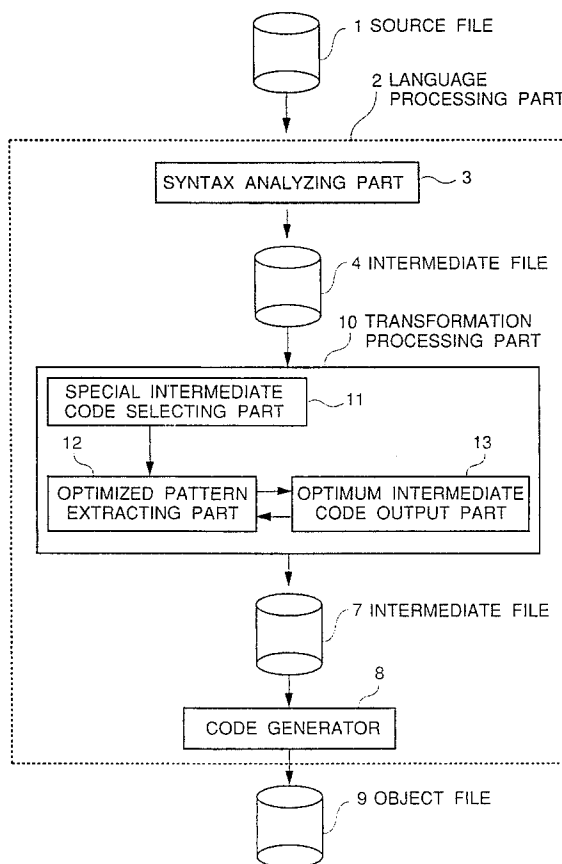 1 SOURCE FILE
2 LANGUAGE
PROCESSING PART
SYNTAX ANALYZING PART
3
4 INTERMEDIATE FILE
10 TRANSFORMATION
PROCESSING PART
SPECIAL INTERMEDIATE
CODE SELECTING PART
11
12
13
OPTIMIZED PATTERN
EXTRACTING PART
OPTIMUM INTERMEDIATE
CODE OUTPUT PART
7 INTERMEDIATE FILE
8
CODE GENERATOR
9 OBJECT FILE